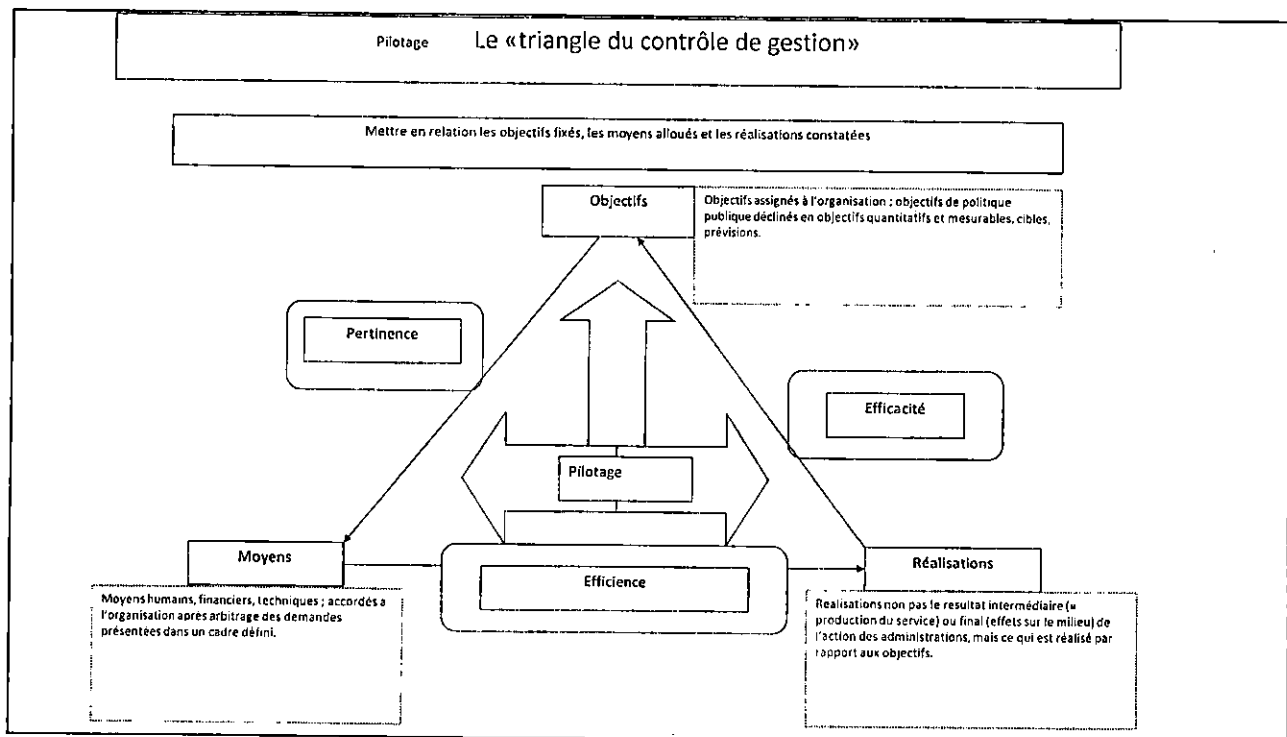 Pilotage Le «triangle du contrôle de gestion»
Mettre en relation les objectifs fixés, les moyens alloués et les réalisations constatées
Objectifs
Objectifs assignés à l'organisation ; objectifs de politique
publique déclinés en objectifs quantitatifs et mesurables, cibles,
prévisions.
Pertinence
Efficacité
Pilotage
Moyens
Efficience
Réalisations
Moyens humains, financiers, techniques ; accordés a
l'organisation après arbitrage des demandes
présentées dans un cadre défini.
Realisations non pas le resultat intermédiaire (=
production du service) ou final (effets sur le milieu) de
l'action des administrations, mais ce qui est réalisé par
rapport aux objectifs.